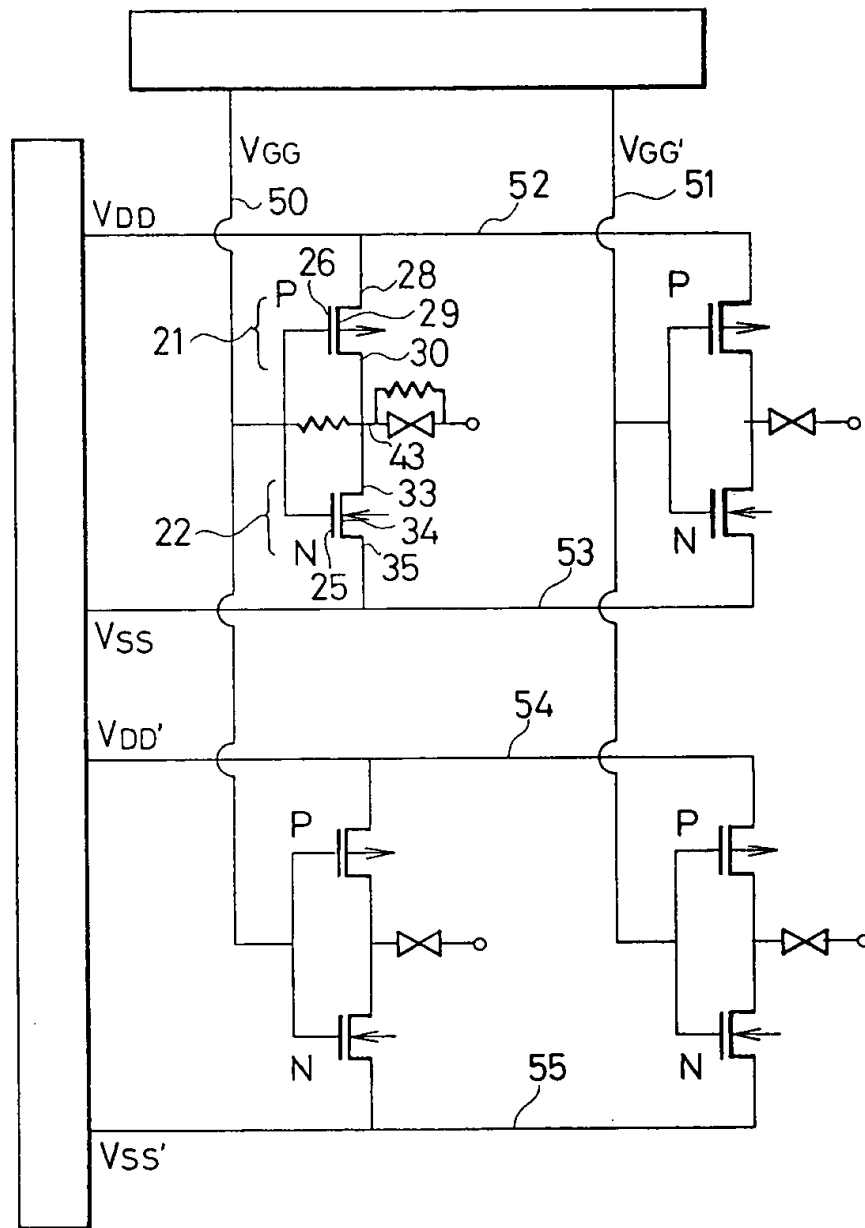 VGG VGG'
50 51
VDD 52
26 28
P 29 P
21 30
43
33
22 34
N 25 35 N
53
VSS
VDD' 54
P P
N N
55
VSS'